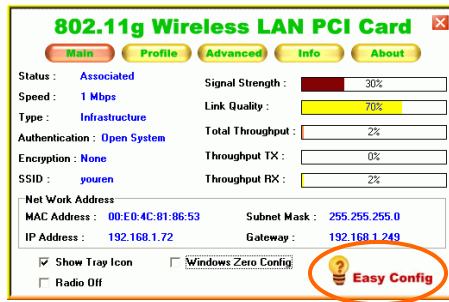 802.11g Wireless LAN PCI Card
Main Profile Advanced Info About
Status : Associated
Speed : 1 Mbps
Type : Infrastructure
Authentication : Open System
Encryption : None
SSID : youren
Signal Strength : 30%
Link Quality : 70%
Total Throughput : 2%
Throughput TX : 0%
Throughput RX : 2%
Net Work Address
MAC Address : 00:E0:4C:81:86:53 Subnet Mask : 255.255.255.0
IP Address : 192.168.1.72 Gateway : 192.168.1.249
Show Tray Icon Windows Zero Config
Radio Off
Easy Config